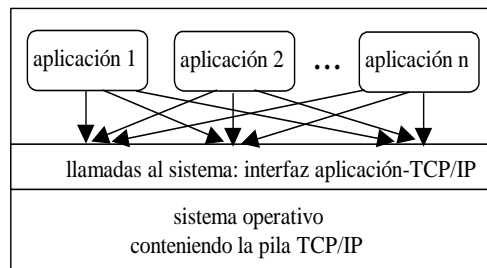 aplicación 1
aplicación 2
...
aplicación n
llamadas al sistema: interfaz aplicación-TCP/IP
sistema operativo
conteniendo la pila TCP/IP